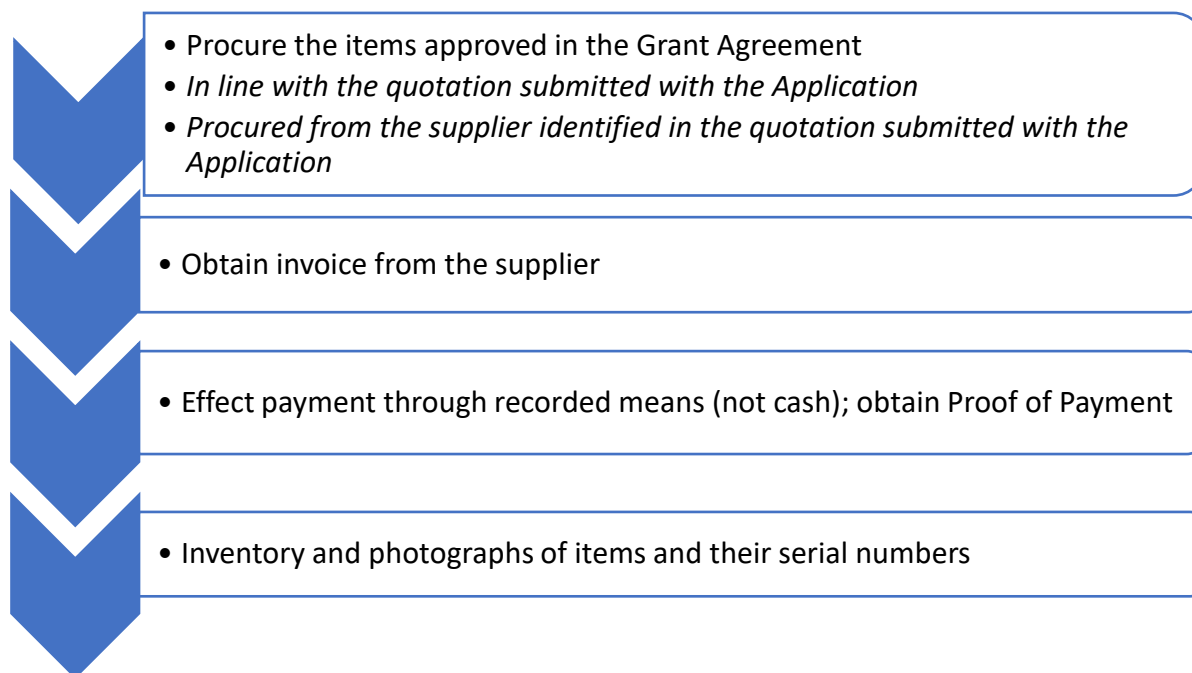 • Procure the items approved in the Grant Agreement
• In line with the quotation submitted with the Application
• Procured from the supplier identified in the quotation submitted with the
Application
• Obtain invoice from the supplier
• Effect payment through recorded means (not cash); obtain Proof of Payment
• Inventory and photographs of items and their serial numbers